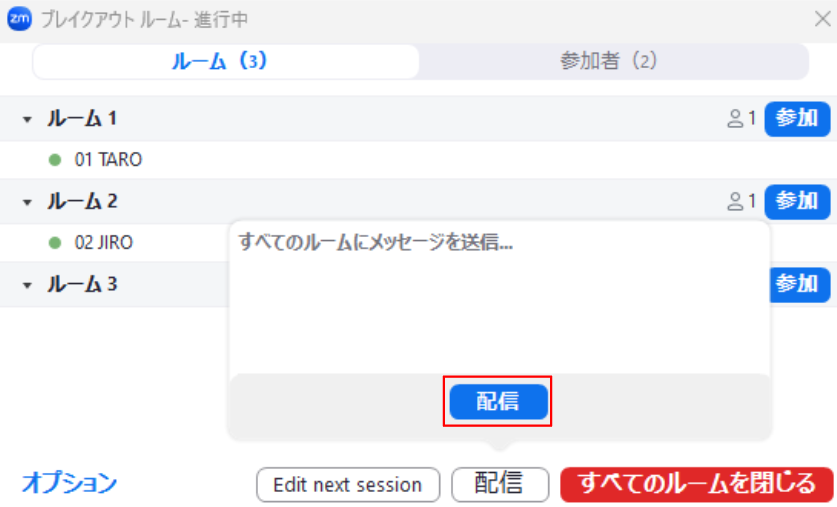 zm ブレイクアウト ルーム- 進行中
ルーム（3） 参加者（2）
ルーム 1 1 参加
01 TARO
ルーム 2 1 参加
02 JIRO
すべてのルームにメッセージを送信...
ルーム 3 参加
配信
オプション Edit next session 配信 すべてのルームを閉じる